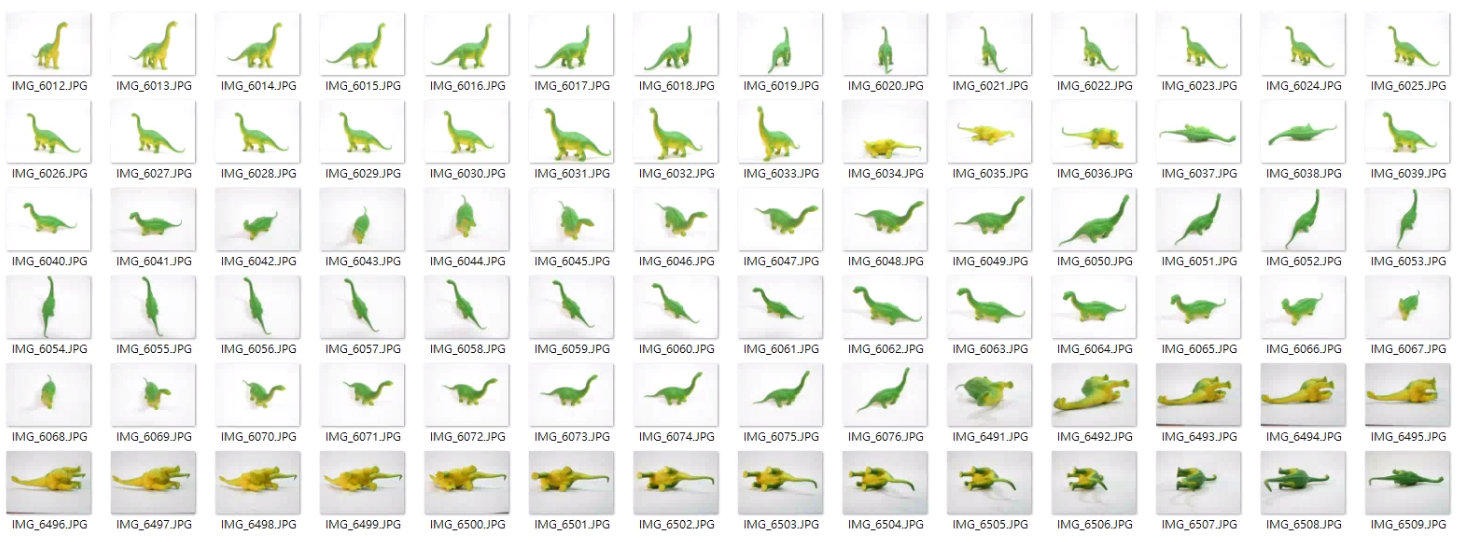 IMG_6012.JPG IMG_6013.JPG IMG_6014.JPG IMG_6015.JPG IMG_6016.JPG IMG_6017.JPG IMG_6018.JPG IMG_6019.JPG IMG_6020.JPG IMG_6021.JPG IMG_6022.JPG IMG_6023.JPG IMG_6024.JPG IMG_6025.JPG
IMG_6026.JPG IMG_6027.JPG IMG_6028.JPG IMG_6029.JPG IMG_6030.JPG IMG_6031.JPG IMG_6032.JPG IMG_6033.JPG IMG_6034.JPG IMG_6035.JPG IMG_6036.JPG IMG_6037.JPG IMG_6038.JPG IMG_6039.JPG
IMG_6040.JPG IMG_6041.JPG IMG_6042.JPG IMG_6043.JPG IMG_6044.JPG IMG_6045.JPG IMG_6046.JPG IMG_6047.JPG IMG_6048.JPG IMG_6049.JPG IMG_6050.JPG IMG_6051.JPG IMG_6052.JPG IMG_6053.JPG
IMG_6054.JPG IMG_6055.JPG IMG_6056.JPG IMG_6057.JPG IMG_6058.JPG IMG_6059.JPG IMG_6060.JPG IMG_6061.JPG IMG_6062.JPG IMG_6063.JPG IMG_6064.JPG IMG_6065.JPG IMG_6066.JPG IMG_6067.JPG
IMG_6068.JPG IMG_6069.JPG IMG_6070.JPG IMG_6071.JPG IMG_6072.JPG IMG_6073.JPG IMG_6074.JPG IMG_6075.JPG IMG_6076.JPG IMG_6491.JPG IMG_6492.JPG IMG_6493.JPG IMG_6494.JPG IMG_6495.JPG
IMG_6496.JPG IMG_6497.JPG IMG_6498.JPG IMG_6499.JPG IMG_6500.JPG IMG_6501.JPG IMG_6502.JPG IMG_6503.JPG IMG_6504.JPG IMG_6505.JPG IMG_6506.JPG IMG_6507.JPG IMG_6508.JPG IMG_6509.JPG